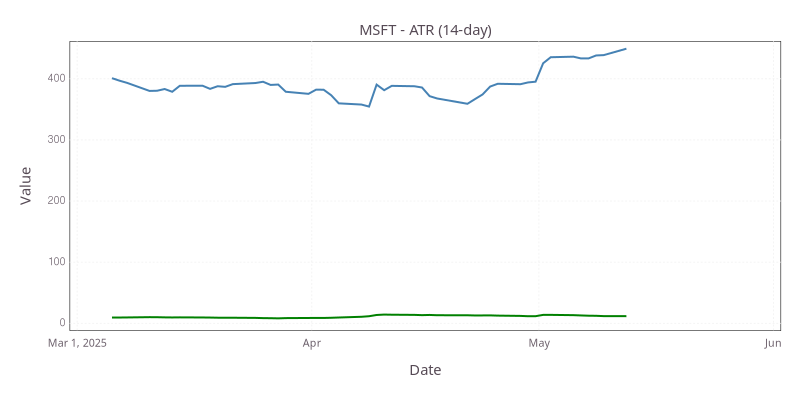 MSFT - ATR (14-day)
400
300
200
100
0
Value
Mar 1, 2025
Apr
May
Jun
Date